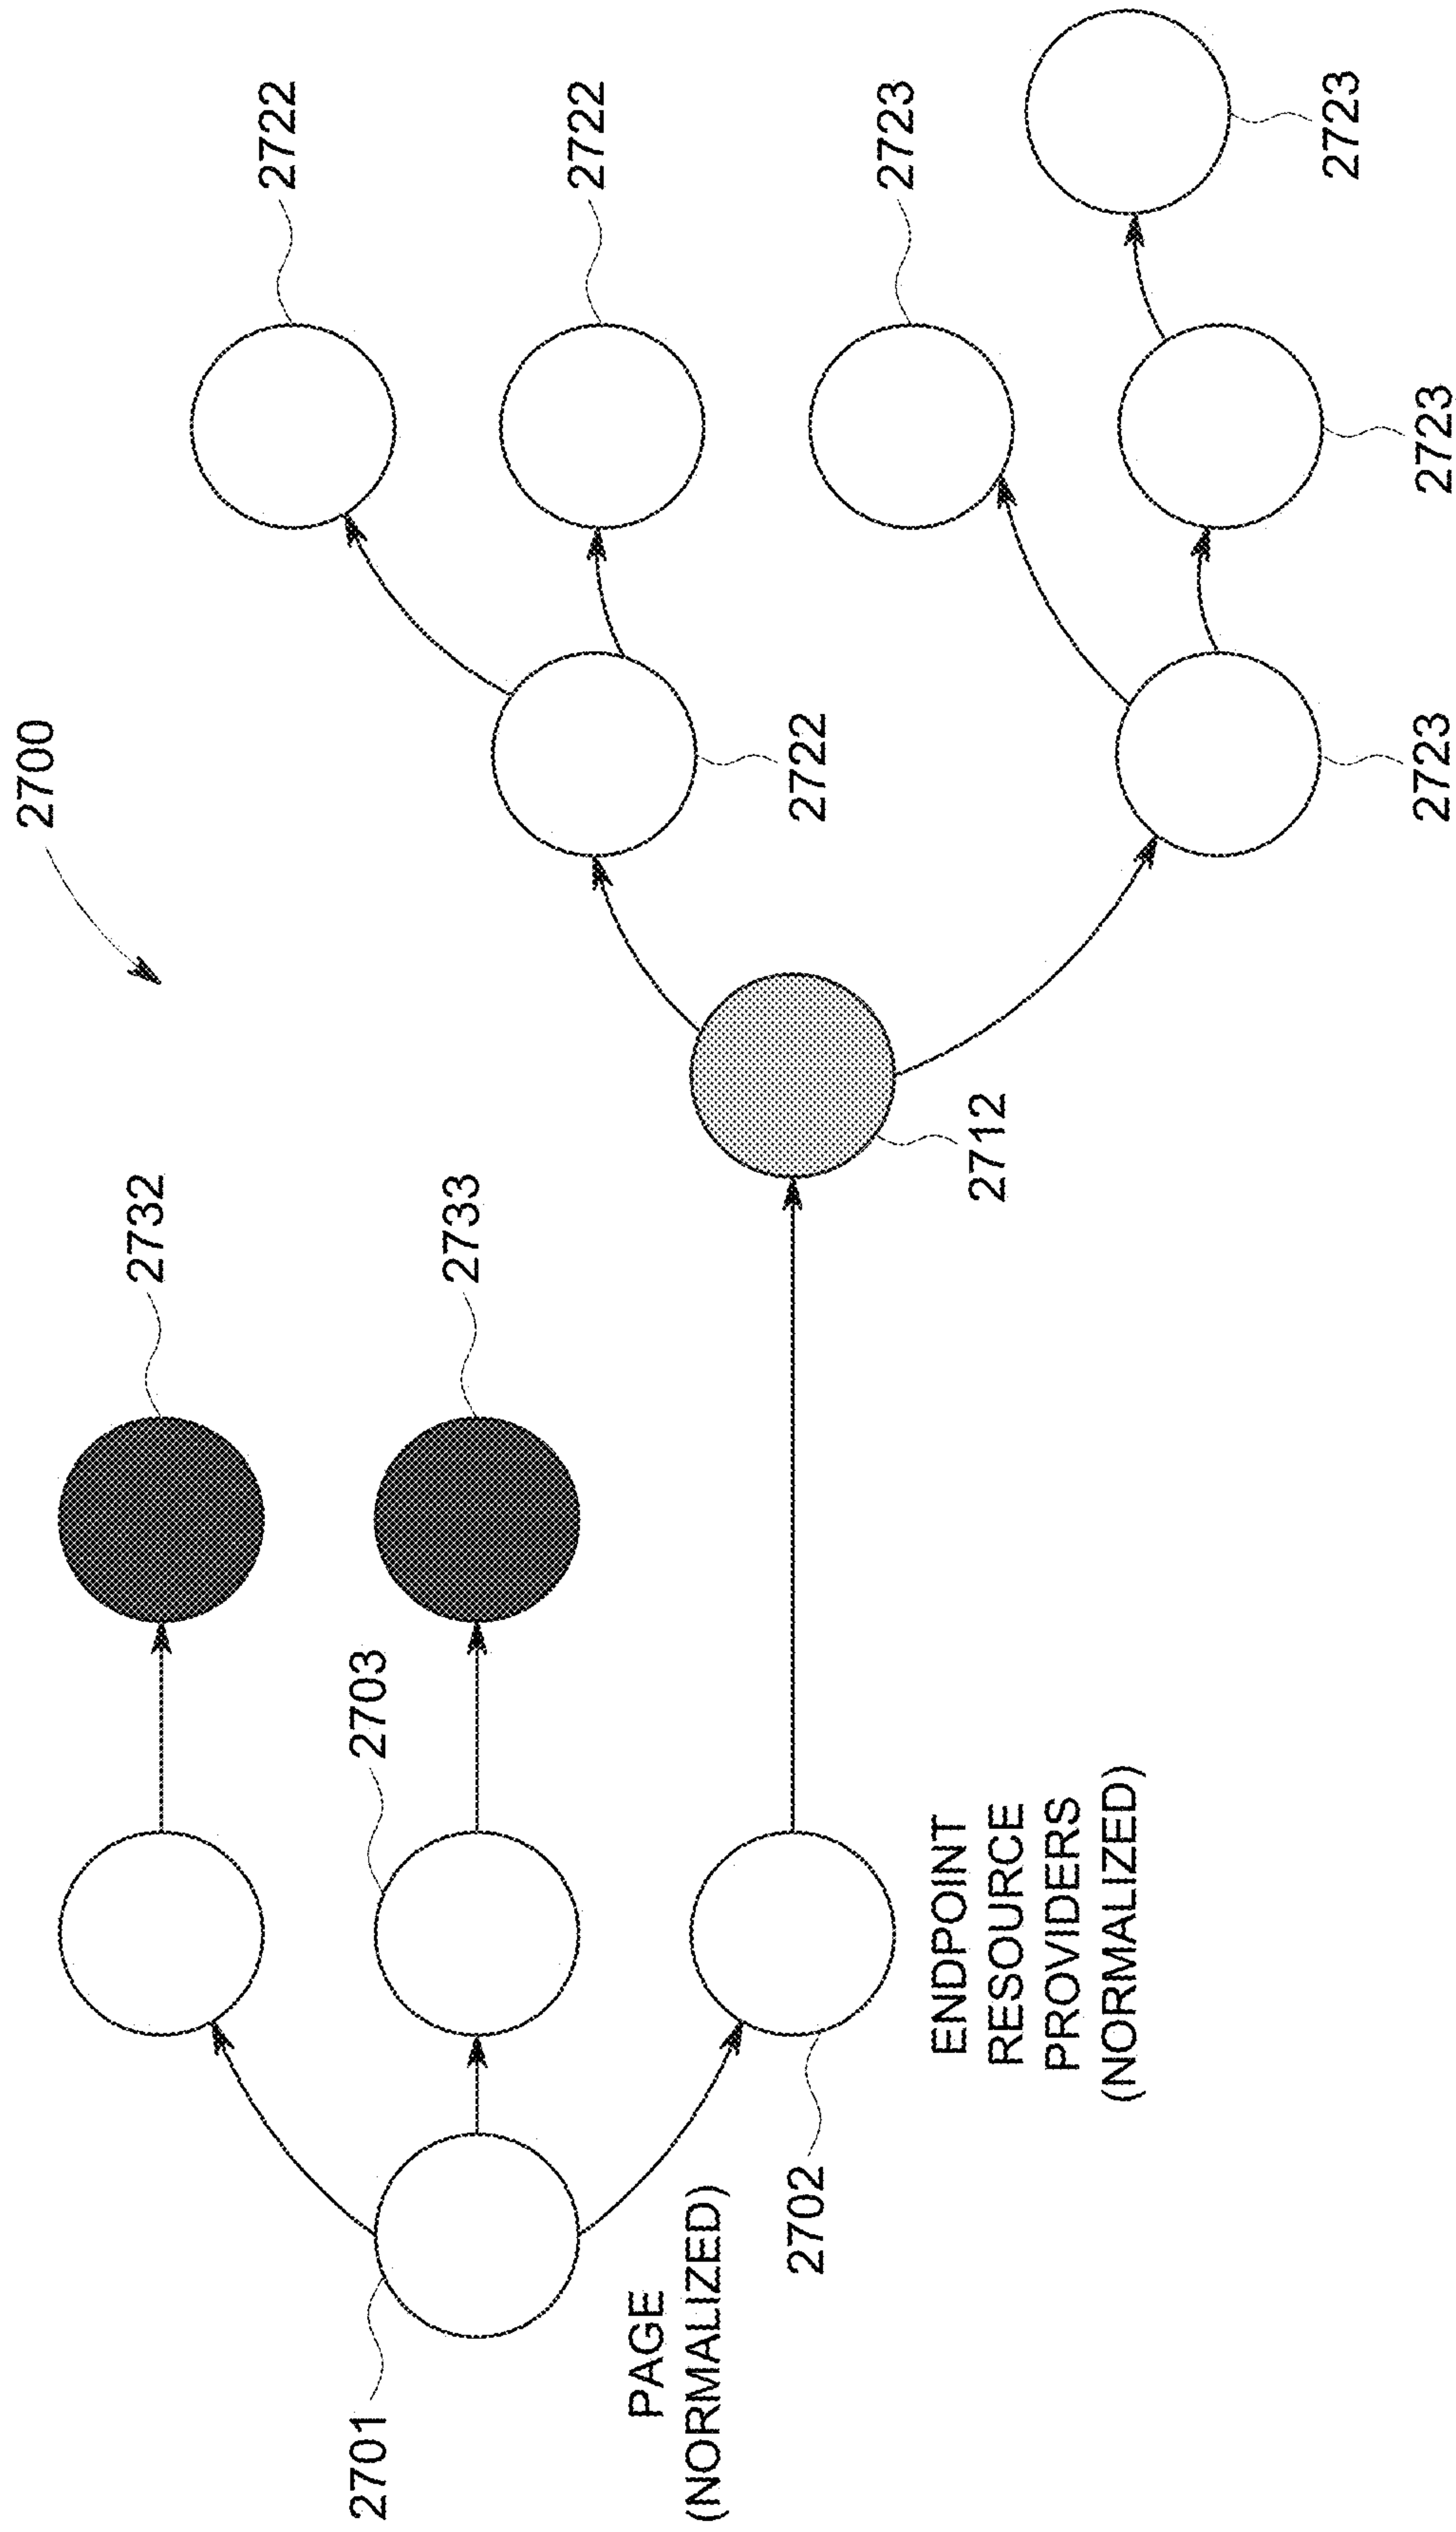 2700
2732
2722
2701
2703
2733
2722
PAGE
(NORMALIZED)
2702
2722
2723
ENDPOINT
RESOURCE
PROVIDERS
(NORMALIZED)
2712
2723
2723
2723